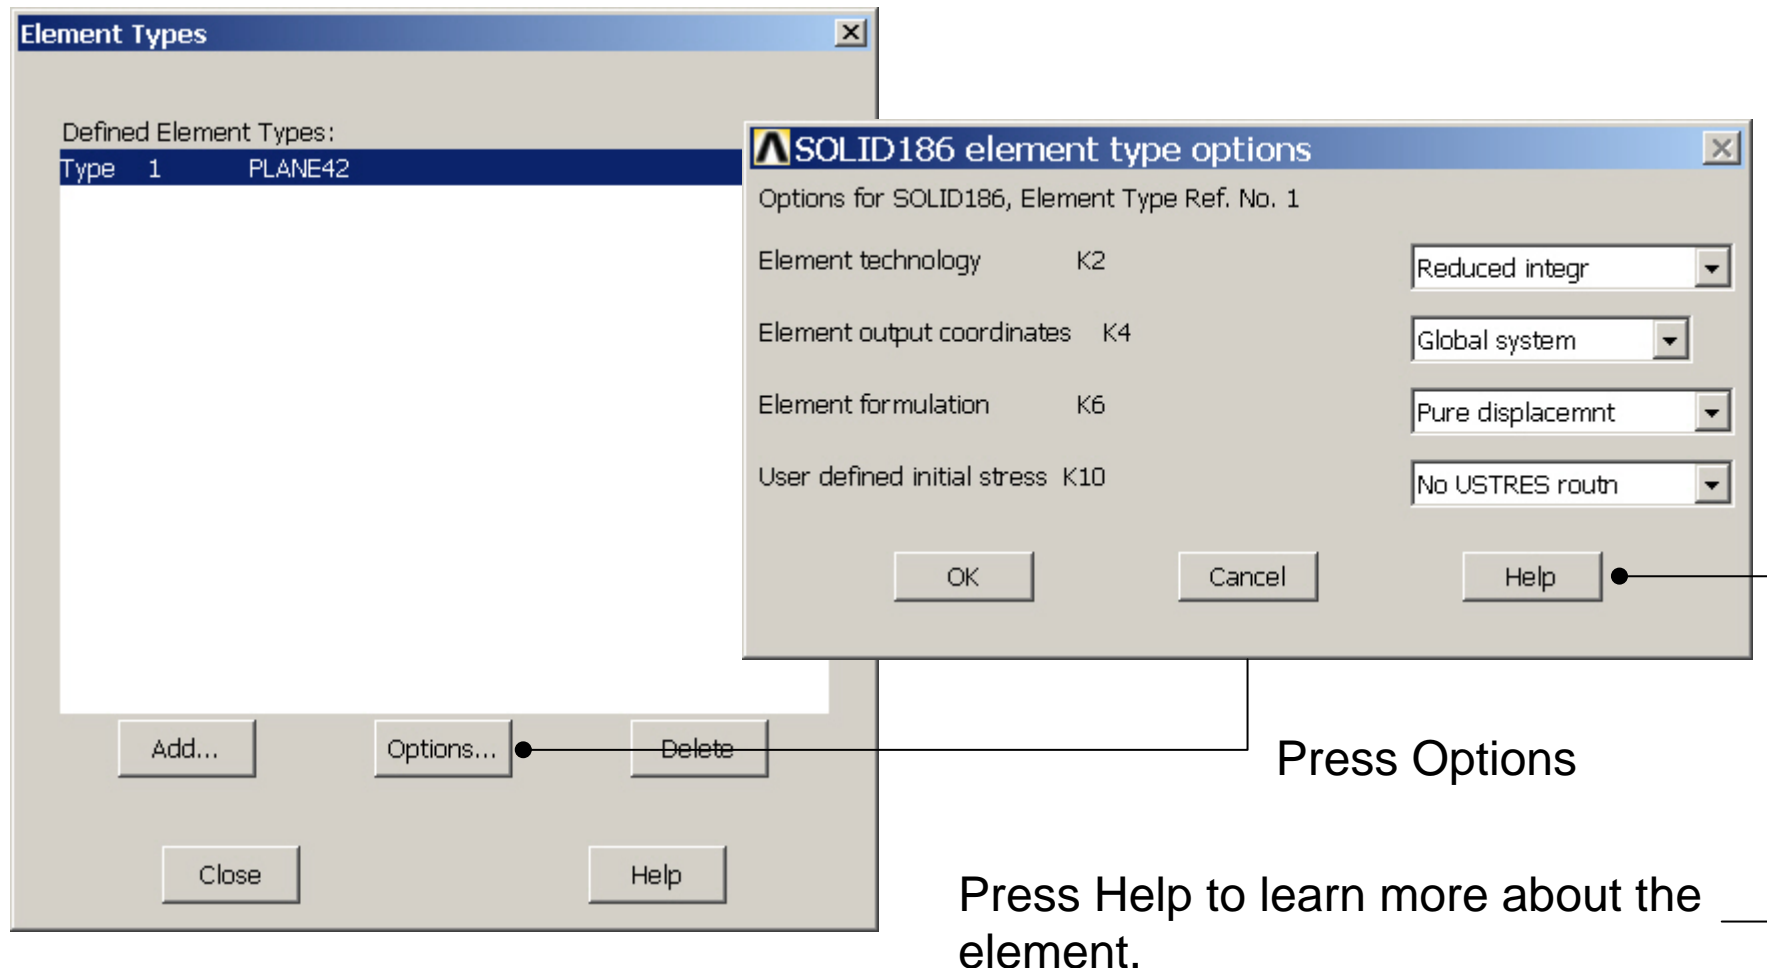 Element Types
Defined Element Types:
Type 1 PLANE42
Add... Options... Delete
Close Help
SOLID186 element type options
Options for SOLID186, Element Type Ref. No. 1
Element technology K2 Reduced integr
Element output coordinates K4 Global system
Element formulation K6 Pure displacemnt
User defined initial stress K10 No USTRES routn
OK Cancel Help
Press Options
Press Help to learn more about the
element.